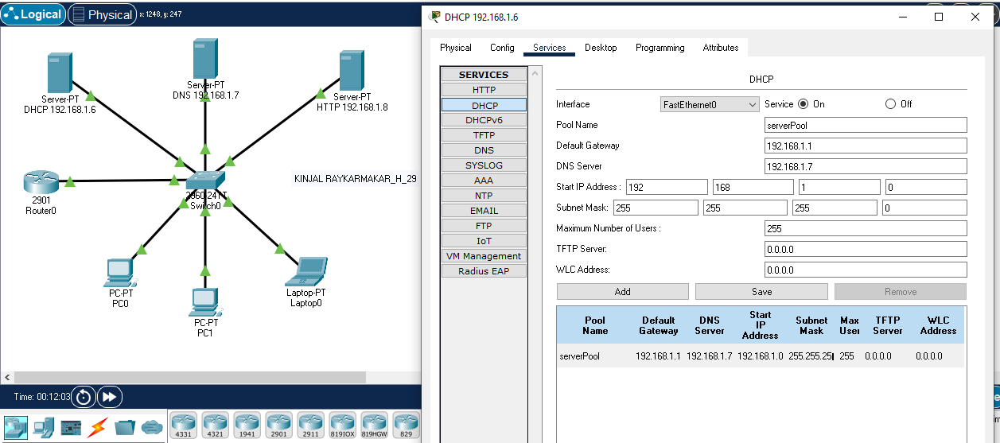 Logical Physical x: 1248, y: 247
Server-PT
DHCP 192.168.1.6
Server-PT
DNS 192.168.1.7
Server-PT
HTTP 192.168.1.8
2901
Router0
2960-24TT
Switch0
KINJAL RAYKARMAKAR_H_29
PC-PT
PC0
PC-PT
PC1
Laptop-PT
Laptop0
Time: 00:12:03
4331 4321 1941 2901 2911 819IOX 819HGW 829
DHCP 192.168.1.6
Physical Config Services Desktop Programming Attributes
SERVICES
HTTP
DHCP
DHCPv6
TFTP
DNS
SYSLOG
AAA
NTP
EMAIL
FTP
IoT
VM Management
Radius EAP
DHCP
Interface FastEthernet0 Service On Off
Pool Name serverPool
Default Gateway 192.168.1.1
DNS Server 192.168.1.7
Start IP Address : 192 168 1 0
Subnet Mask: 255 255 255 0
Maximum Number of Users : 255
TFTP Server: 0.0.0.0
WLC Address: 0.0.0.0
Add Save Remove
Pool Name Default Gateway DNS Server Start IP Address Subnet Mask Max User TFTP Server WLC Address
serverPool 192.168.1.1 192.168.1.7 192.168.1.0 255.255.25 255 0.0.0.0 0.0.0.0